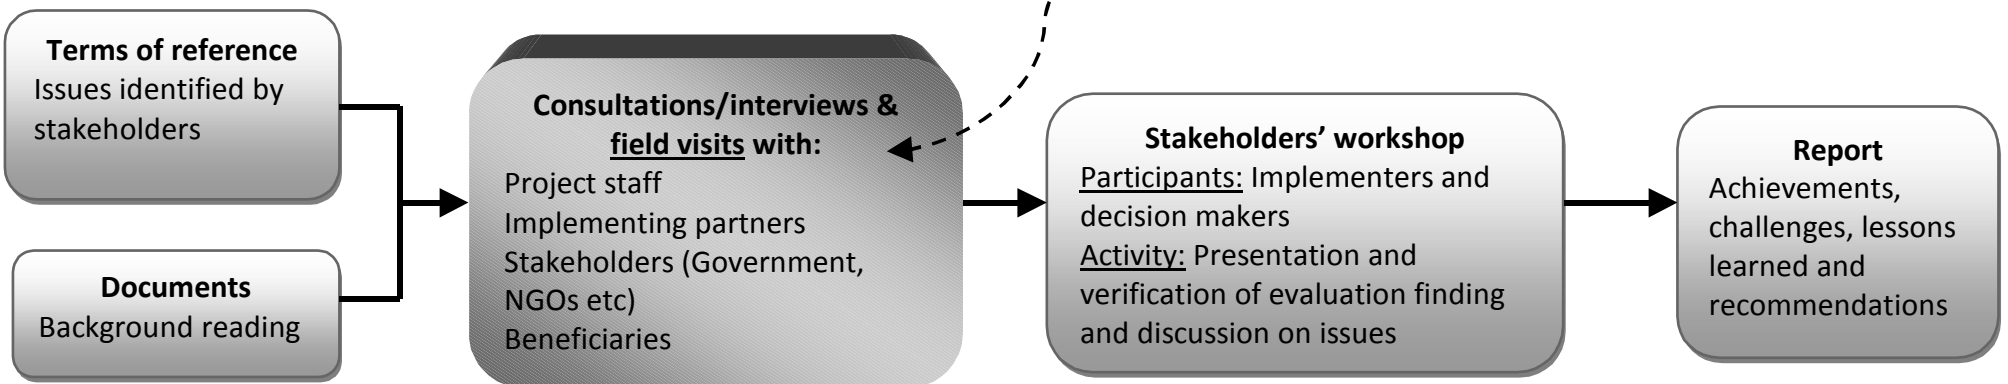 Terms of reference
Issues identified by
stakeholders
Documents
Background reading
Consultations/interviews &
field visits with:
Project staff
Implementing partners
Stakeholders (Government,
NGOs etc)
Beneficiaries
Stakeholders’ workshop
Participants: Implementers and
decision makers
Activity: Presentation and
verification of evaluation finding
and discussion on issues
Report
Achievements,
challenges, lessons
learned and
recommendations